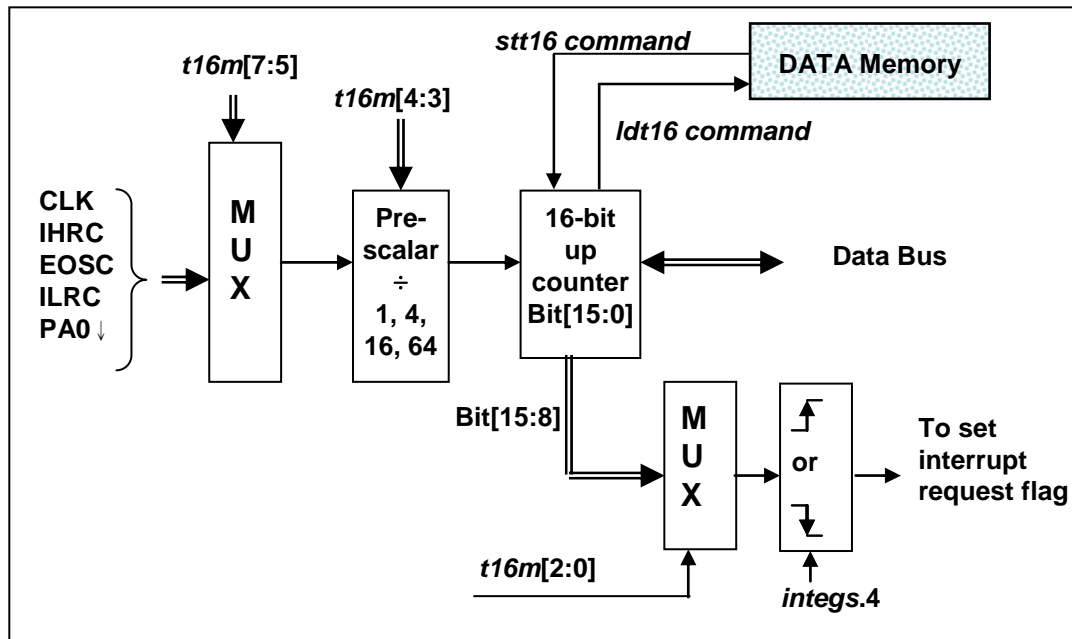 stt16 command
DATA Memory
t16m[7:5]
t16m[4:3]
ldt16 command
CLK
IHRC
EOSC
ILRC
PA0 ↓
M
U
X
Pre-
scalar
÷
1, 4,
16, 64
16-bit
up
counter
Bit[15:0]
Data Bus
Bit[15:8]
M
U
X
or
To set
interrupt
request flag
t16m[2:0]
integs.4